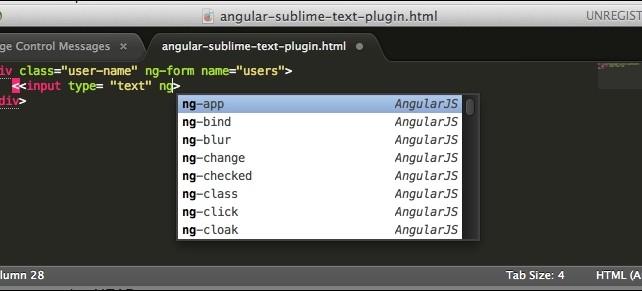 angular-sublime-text-plugin.html
UNREGIST
ge Control Messages × angular-sublime-text-plugin.html
iv class="user-name" ng-form name="users">
<<input type= "text" ng>
div>
ng-app AngularJS
ng-bind AngularJS
ng-blur AngularJS
ng-change AngularJS
ng-checked AngularJS
ng-class AngularJS
ng-click AngularJS
ng-cloak AngularJS
lumn 28 Tab Size: 4 HTML (A